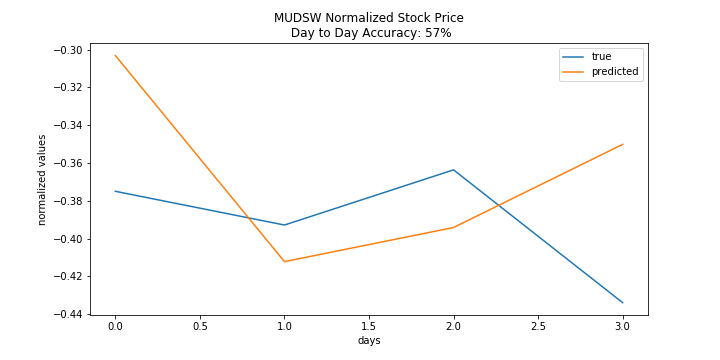 MUDSW Normalized Stock Price
Day to Day Accuracy: 57%
true
predicted
normalized values
−0.30
−0.32
−0.34
−0.36
−0.38
−0.40
−0.42
−0.44
0.0 0.5 1.0 1.5 2.0 2.5 3.0
days